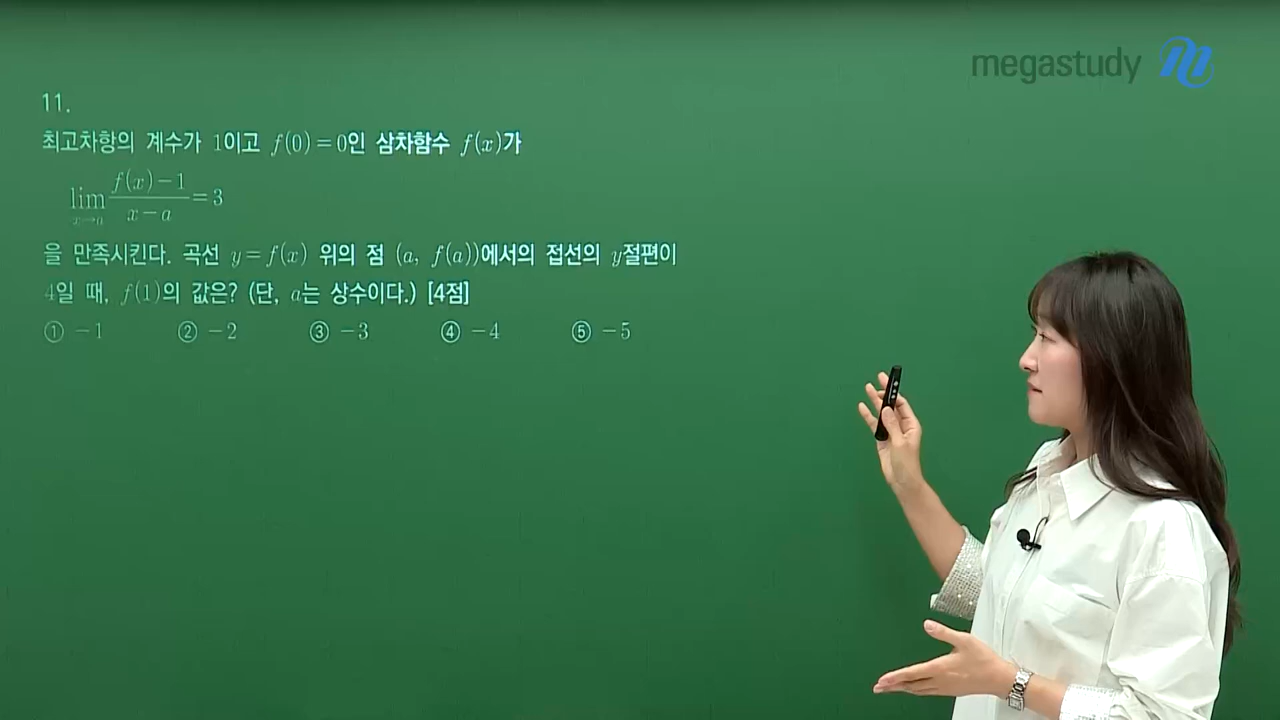 megastudy
11.
최고차항의 계수가 1이고 f(0)=0인 삼차함수 f(x)가
lim_{x→a} \frac{f(x)-1}{x-a}=3
을 만족시킨다. 곡선 y=f(x) 위의 점 (a, f(a))에서의 접선의 y절편이
4일 때, f(1)의 값은? (단, a는 상수이다.) [4점]
① -1 ② -2 ③ -3 ④ -4 ⑤ -5